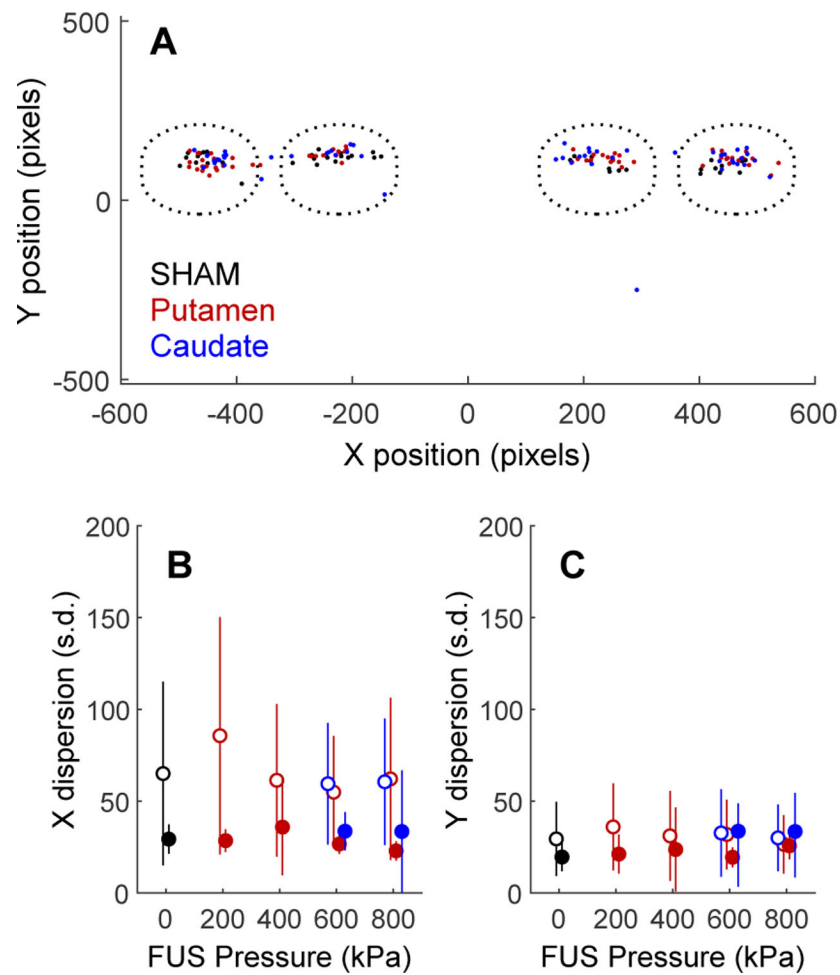 A
500
0
-500
Y position (pixels)
SHAM
Putamen
Caudate
-600
-400
-200
0
200
400
600
X position (pixels)
B
200
150
100
50
0
X dispersion (s.d.)
0
200
400
600
800
FUS Pressure (kPa)
C
200
150
100
50
0
Y dispersion (s.d.)
0
200
400
600
800
FUS Pressure (kPa)